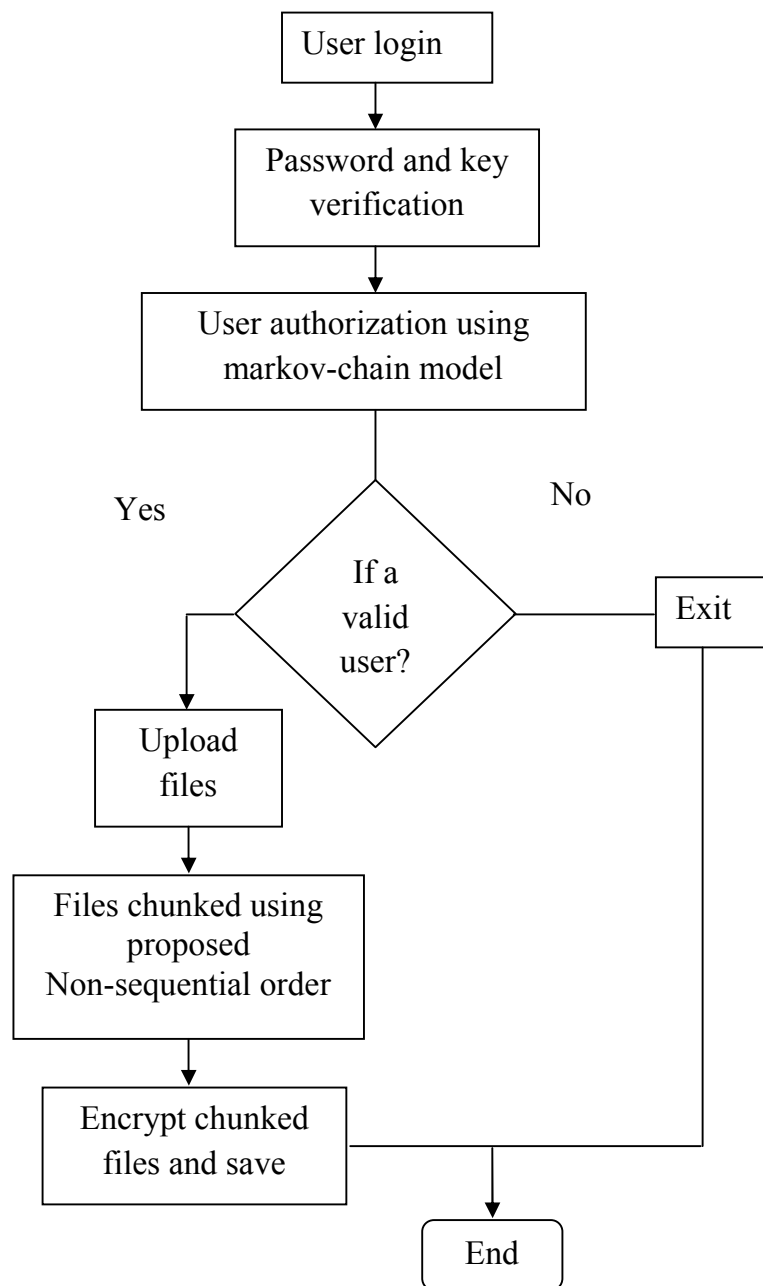 User login
Password and key
verification
User authorization using
markov-chain model
Yes
No
If a
valid
user?
Exit
Upload
files
Files chunked using
proposed
Non-sequential order
Encrypt chunked
files and save
End